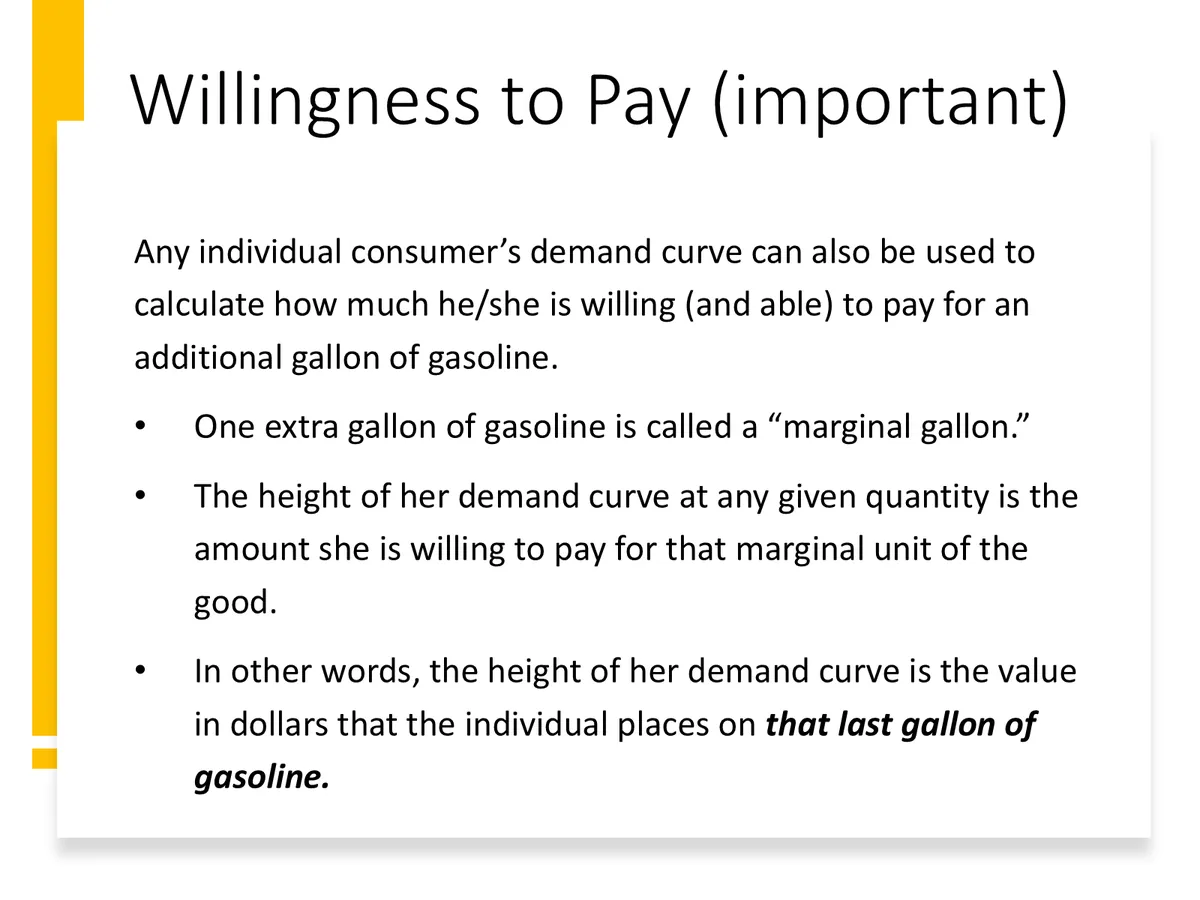 Willingness to Pay (important)
Any individual consumer’s demand curve can also be used to
calculate how much he/she is willing (and able) to pay for an
additional gallon of gasoline.
• One extra gallon of gasoline is called a “marginal gallon.”
• The height of her demand curve at any given quantity is the
amount she is willing to pay for that marginal unit of the
good.
• In other words, the height of her demand curve is the value
in dollars that the individual places on that last gallon of
gasoline.